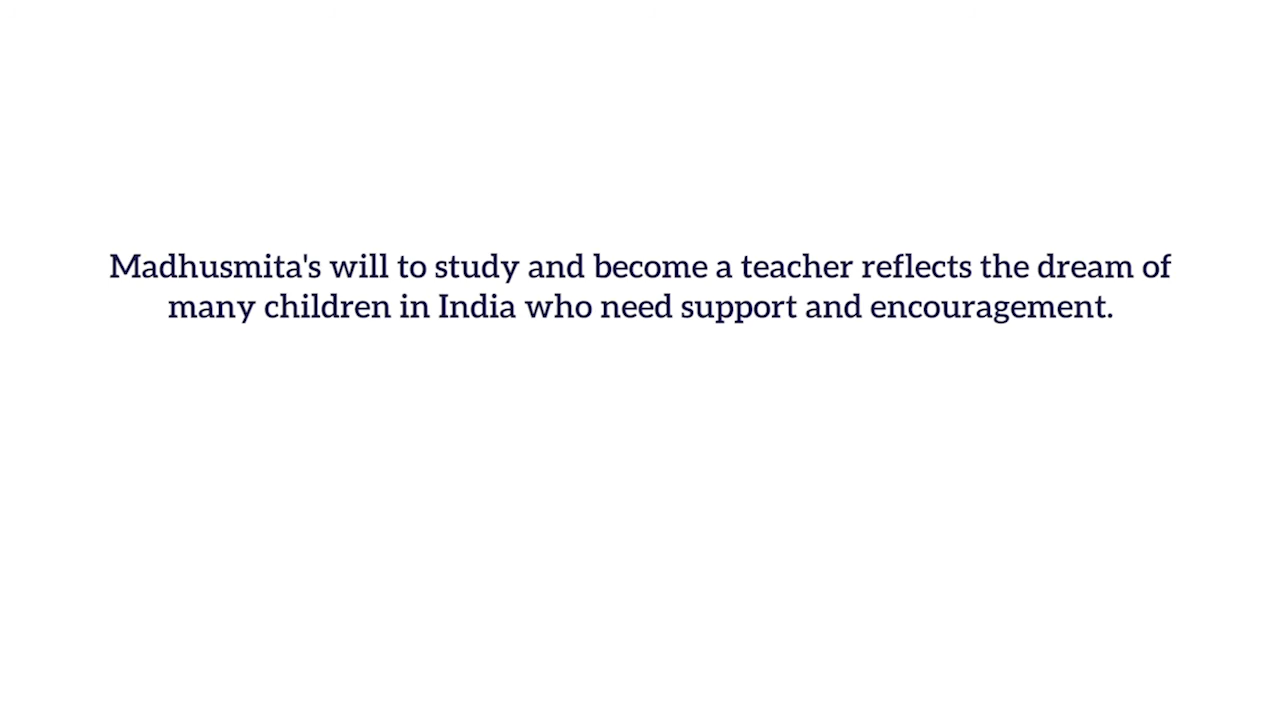 Madhusmita's will to study and become a teacher reflects the dream of
many children in India who need support and encouragement.